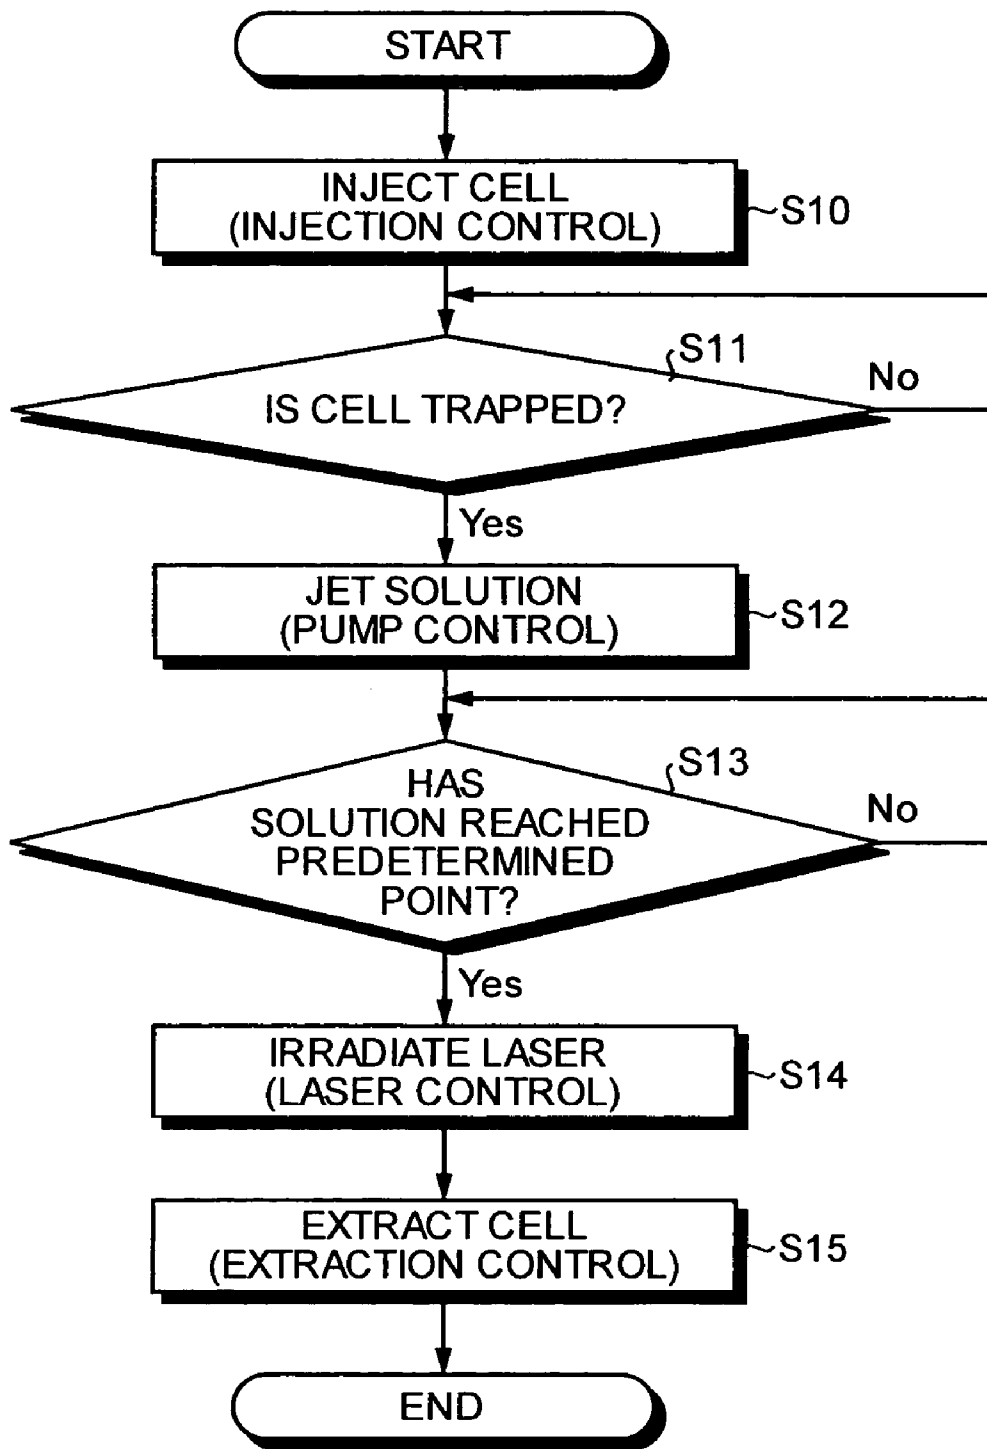 START
INJECT CELL
(INJECTION CONTROL)
S10
S11
IS CELL TRAPPED?
No
Yes
JET SOLUTION
(PUMP CONTROL)
S12
S13
HAS
SOLUTION REACHED
PREDETERMINED
POINT?
No
Yes
IRRADIATE LASER
(LASER CONTROL)
S14
EXTRACT CELL
(EXTRACTION CONTROL)
S15
END